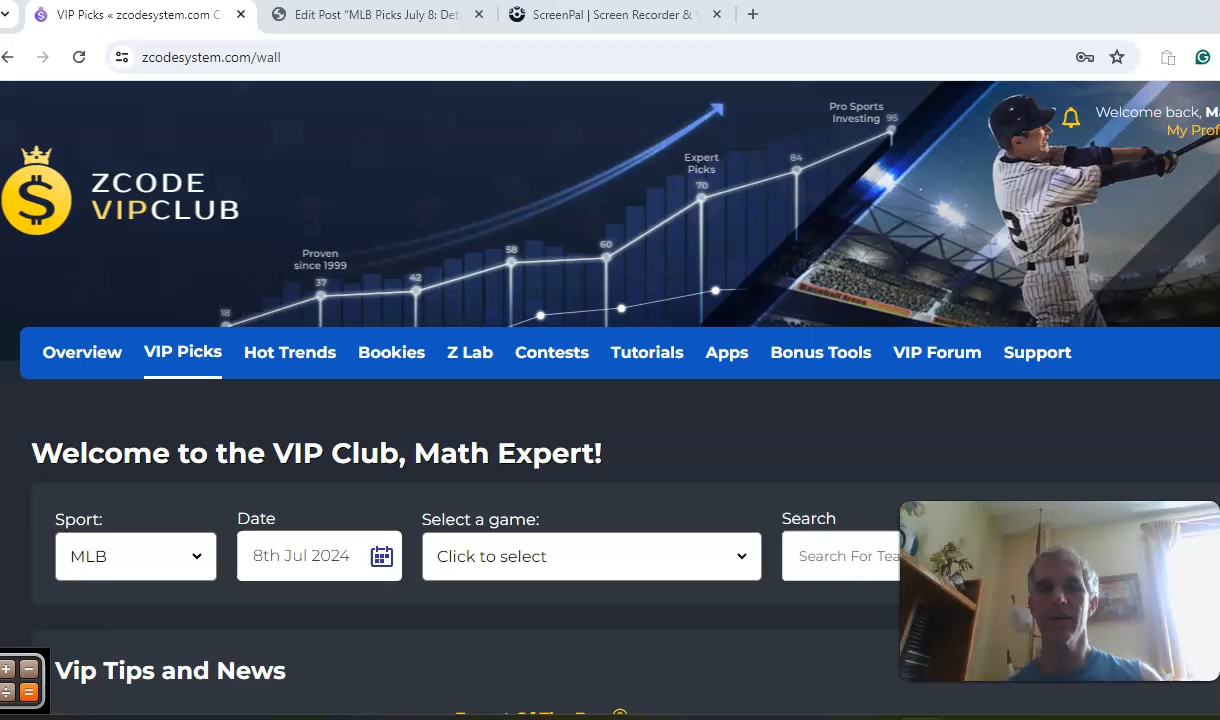 VIP Picks « zcodesystem.com C
Edit Post "MLB Picks July 8: Det
ScreenPal | Screen Recorder &
zcodesystem.com/wall
Pro Sports
Investing 95
Welcome back, Ma
My Prof
Expert
Picks
84
70
ZCODE
VIPCLUB
Proven
since 1999
58
60
42
37
18
2
Baseball Arena
Overview VIP Picks Hot Trends Bookies Z Lab Contests Tutorials Apps Bonus Tools VIP Forum Support
Welcome to the VIP Club, Math Expert!
Sport: Date Select a game: Search
MLB 8th Jul 2024 Click to select Search For Tea
Vip Tips and News